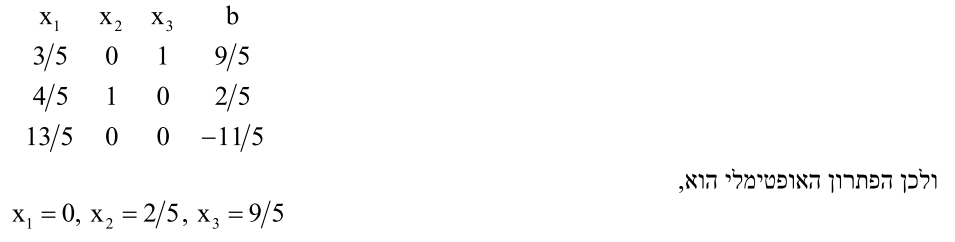 x₁ x₂ x₃ b
3/5 0 1 9/5
4/5 1 0 2/5
13/5 0 0 −11/5
ולכן הפתרון האופטימלי הוא,
x₁ = 0, x₂ = 2/5, x₃ = 9/5